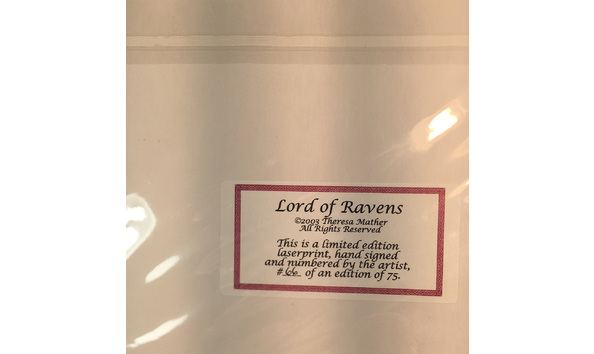 Lord of Ravens
©2003 Theresa Mather
All Rights Reserved
This is a limited edition
laserprint, hand signed
and numbered by the artist,
#66 of an edition of 75.